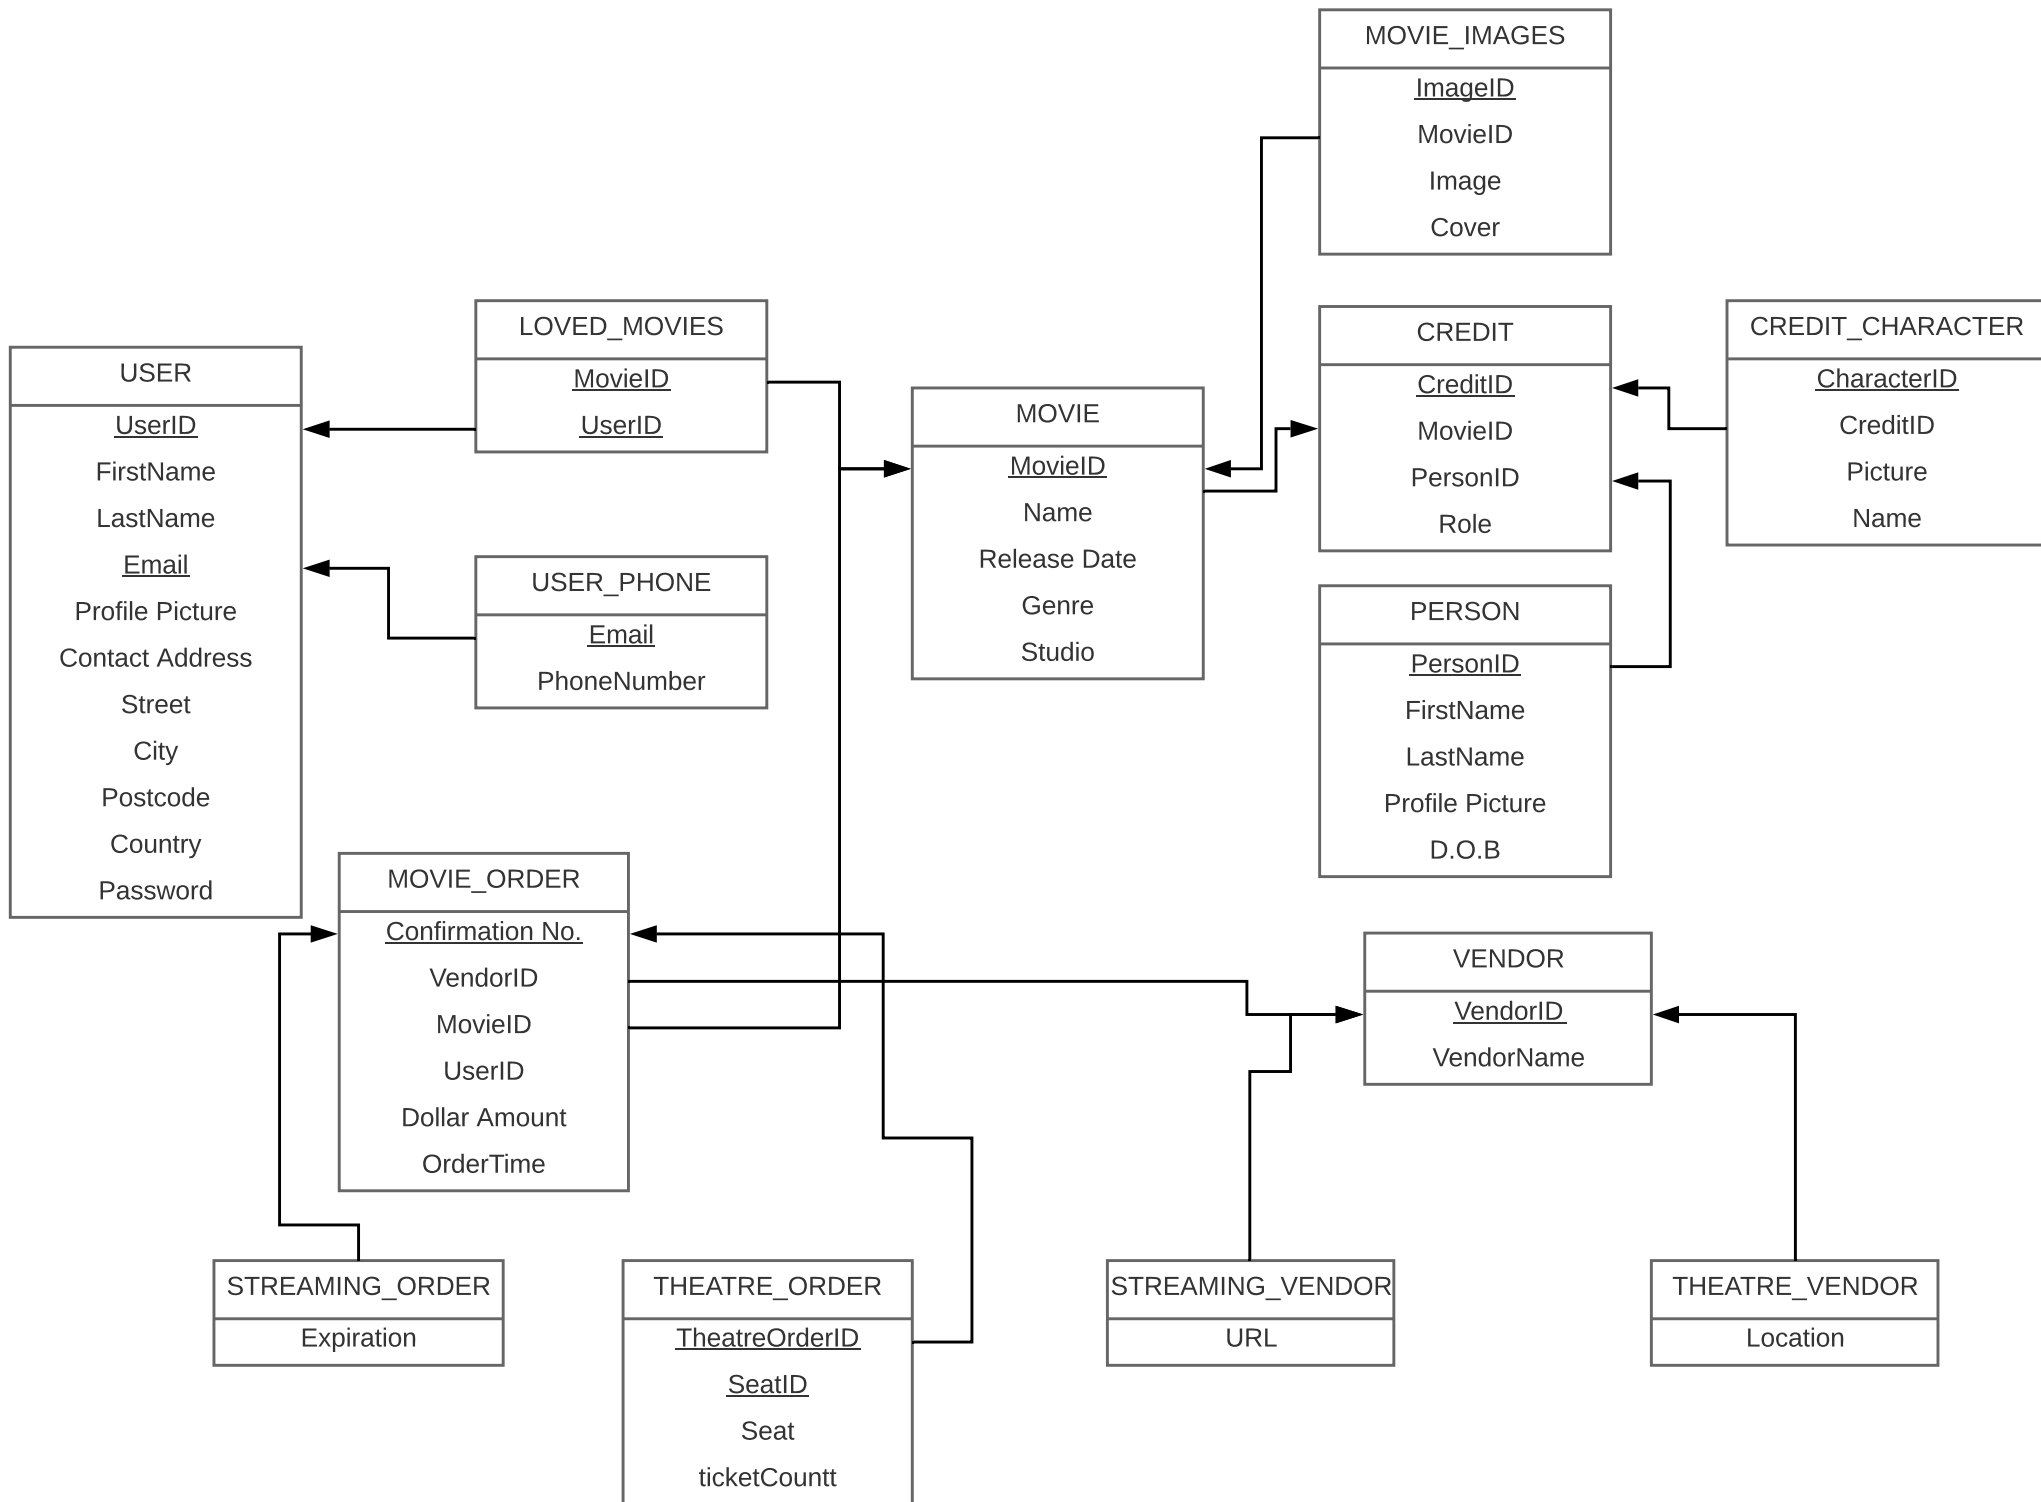 MOVIE_IMAGES
ImageID
MovieID
Image
Cover
LOVED_MOVIES
MovieID
UserID
CREDIT
CreditID
MovieID
PersonID
Role
CREDIT_CHARACTER
CharacterID
CreditID
Picture
Name
USER
UserID
FirstName
LastName
Email
Profile Picture
Contact Address
Street
City
Postcode
Country
Password
MOVIE
MovieID
Name
Release Date
Genre
Studio
USER_PHONE
Email
PhoneNumber
PERSON
PersonID
FirstName
LastName
Profile Picture
D.O.B
MOVIE_ORDER
Confirmation No.
VendorID
MovieID
UserID
Dollar Amount
OrderTime
VENDOR
VendorID
VendorName
STREAMING_ORDER
Expiration
THEATRE_ORDER
TheatreOrderID
SeatID
Seat
ticketCountt
STREAMING_VENDOR
URL
THEATRE_VENDOR
Location